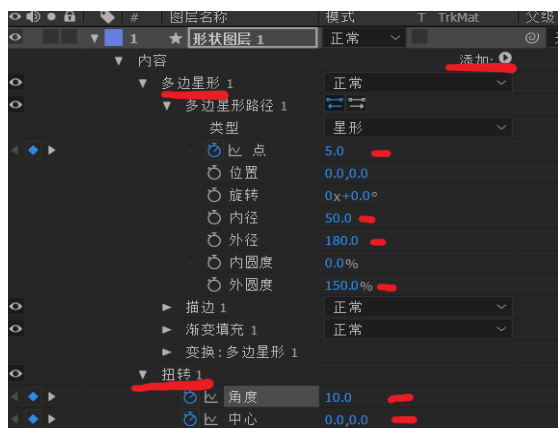 # 图层名称 模式 T TrkMat 父级
1 ★ 形状图层 1 正常
内容 添加:
多边星形 1 正常
多边星形路径 1
类型 星形
点 5.0
位置 0.0,0.0
旋转 0x+0.0°
内径 50.0
外径 180.0
内圆度 0.0%
外圆度 150.0%
描边 1 正常
渐变填充 1 正常
变换:多边星形 1
扭转 1
角度 10.0
中心 0.0,0.0